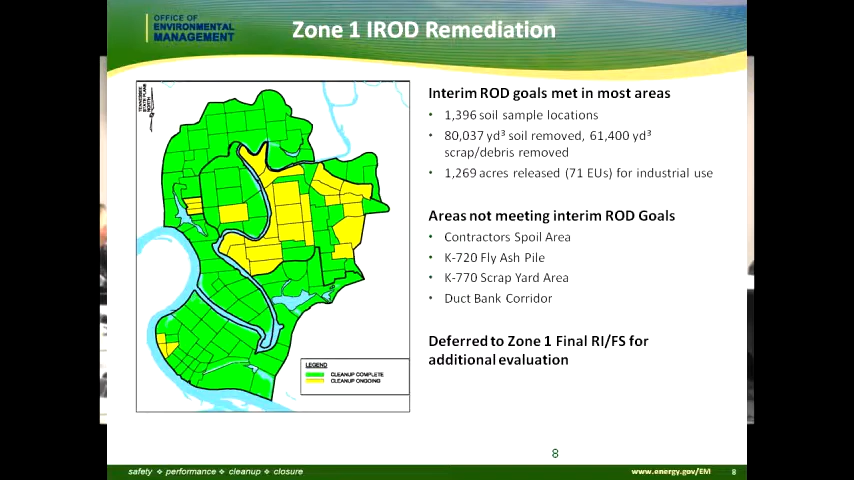 OFFICE OF
ENVIRONMENTAL
MANAGEMENT
Zone 1 IROD Remediation
TENNESSEE
STATE PLANE
NORTH
LEGEND
CLEANUP COMPLETE
CLEANUP ONGOING
Interim ROD goals met in most areas
• 1,396 soil sample locations
• 80,037 yd³ soil removed, 61,400 yd³
scrap/debris removed
• 1,269 acres released (71 EUs) for industrial use
Areas not meeting interim ROD Goals
• Contractors Spoil Area
• K-720 Fly Ash Pile
• K-770 Scrap Yard Area
• Duct Bank Corridor
Deferred to Zone 1 Final RI/FS for
additional evaluation
8
safety ❖ performance ❖ cleanup ❖ closure
www.energy.gov/EM 8